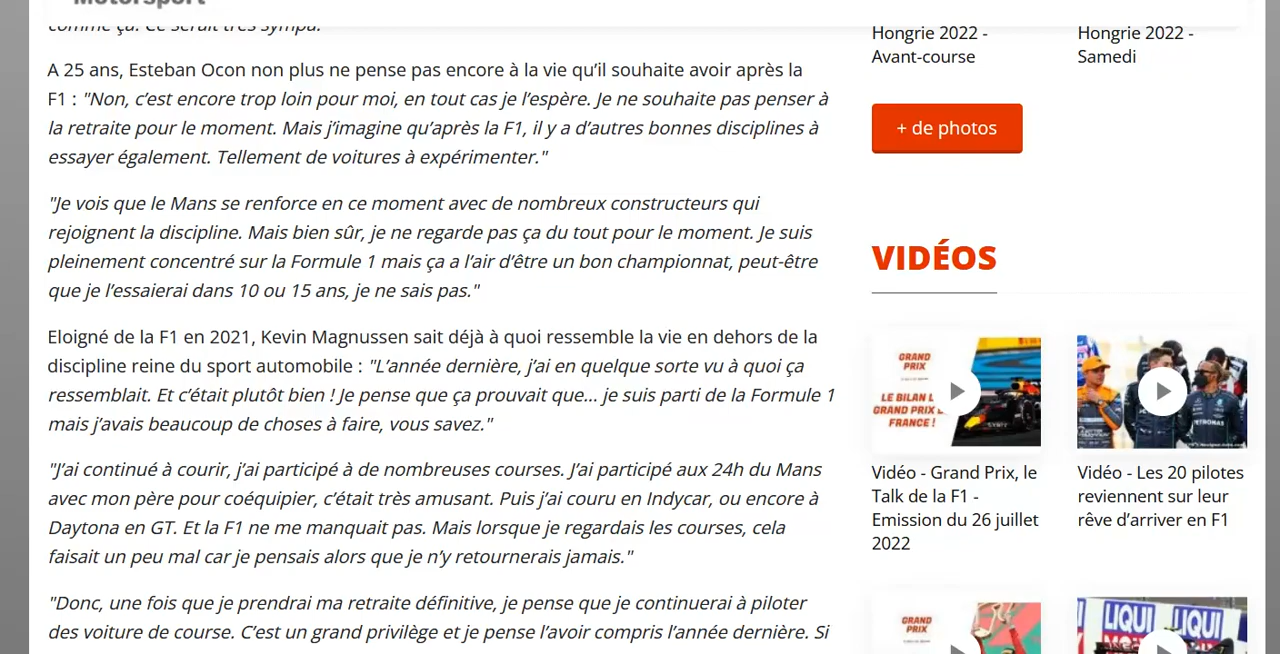 Motorsport
comme ça. Ce serait très sympa."
A 25 ans, Esteban Ocon non plus ne pense pas encore à la vie qu'il souhaite avoir après la
F1 : "Non, c'est encore trop loin pour moi, en tout cas je l'espère. Je ne souhaite pas penser à
la retraite pour le moment. Mais j'imagine qu'après la F1, il y a d'autres bonnes disciplines à
essayer également. Tellement de voitures à expérimenter."
"Je vois que le Mans se renforce en ce moment avec de nombreux constructeurs qui
rejoignent la discipline. Mais bien sûr, je ne regarde pas ça du tout pour le moment. Je suis
pleinement concentré sur la Formule 1 mais ça a l'air d'être un bon championnat, peut-être
que je l'essaierai dans 10 ou 15 ans, je ne sais pas."
Eloigné de la F1 en 2021, Kevin Magnussen sait déjà à quoi ressemble la vie en dehors de la
discipline reine du sport automobile : "L'année dernière, j'ai en quelque sorte vu à quoi ça
ressemblait. Et c'était plutôt bien ! Je pense que ça prouvait que... je suis parti de la Formule 1
mais j'avais beaucoup de choses à faire, vous savez."
"J'ai continué à courir, j'ai participé à de nombreuses courses. J'ai participé aux 24h du Mans
avec mon père pour coéquipier, c'était très amusant. Puis j'ai couru en Indycar, ou encore à
Daytona en GT. Et la F1 ne me manquait pas. Mais lorsque je regardais les courses, cela
faisait un peu mal car je pensais alors que je n'y retournerais jamais."
"Donc, une fois que je prendrai ma retraite définitive, je pense que je continuerai à piloter
des voiture de course. C'est un grand privilège et je pense l'avoir compris l'année dernière. Si
Hongrie 2022 -
Avant-course
Hongrie 2022 -
Samedi
+ de photos
VIDÉOS
GRAND
PRIX
LE BILAN
GRAND PRIX
FRANCE !
PETRONAS
Vidéo - Grand Prix, le
Talk de la F1 -
Emission du 26 juillet
2022
Vidéo - Les 20 pilotes
reviennent sur leur
rêve d'arriver en F1
GRAND
PRIX
LIQUI
LIQUI